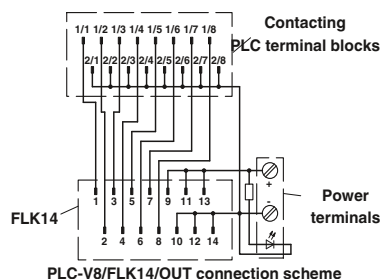 Contacting
PLC terminal blocks
1/1 1/2 1/3 1/4 1/5 1/6 1/7 1/8
2/1 2/2 2/3 2/4 2/5 2/6 2/7 2/8
1 3 5 7 9 11 13
+
-
FLK14
Power
terminals
2 4 6 8 10 12 14
PLC-V8/FLK14/OUT connection scheme